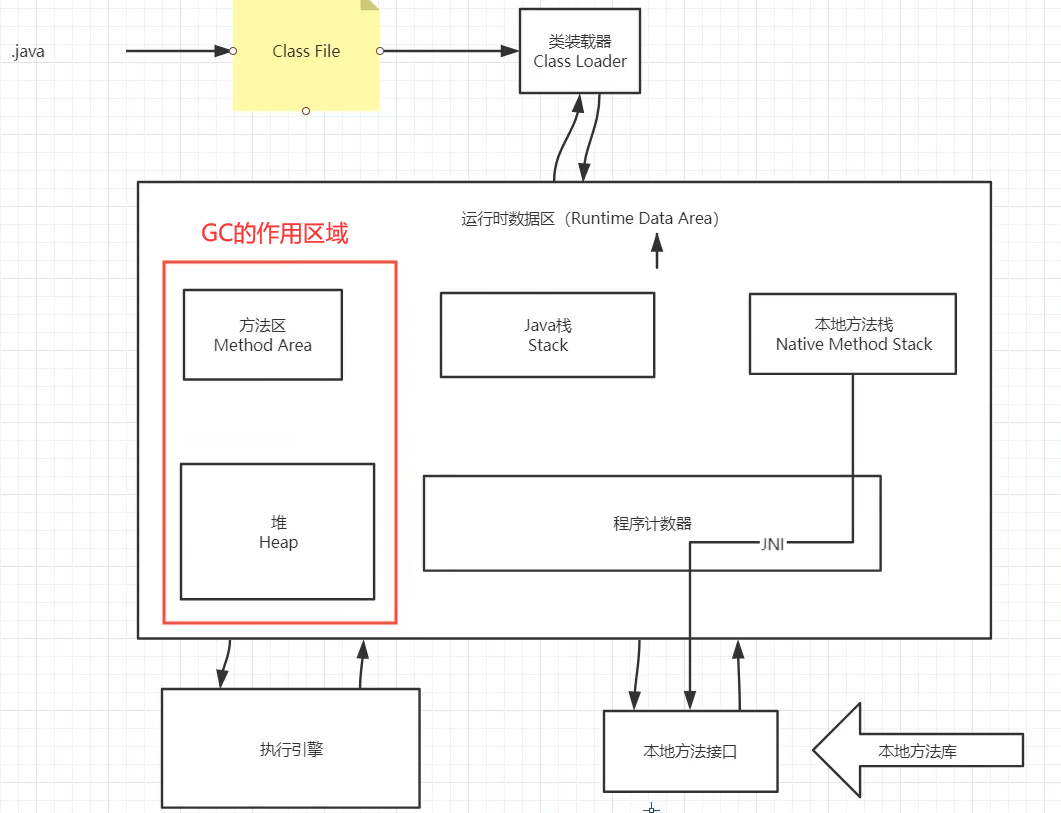 .java
Class File
类装载器
Class Loader
运行时数据区（Runtime Data Area）
GC的作用区域
方法区
Method Area
Java栈
Stack
本地方法栈
Native Method Stack
堆
Heap
程序计数器
JNI
执行引擎
本地方法接口
本地方法库